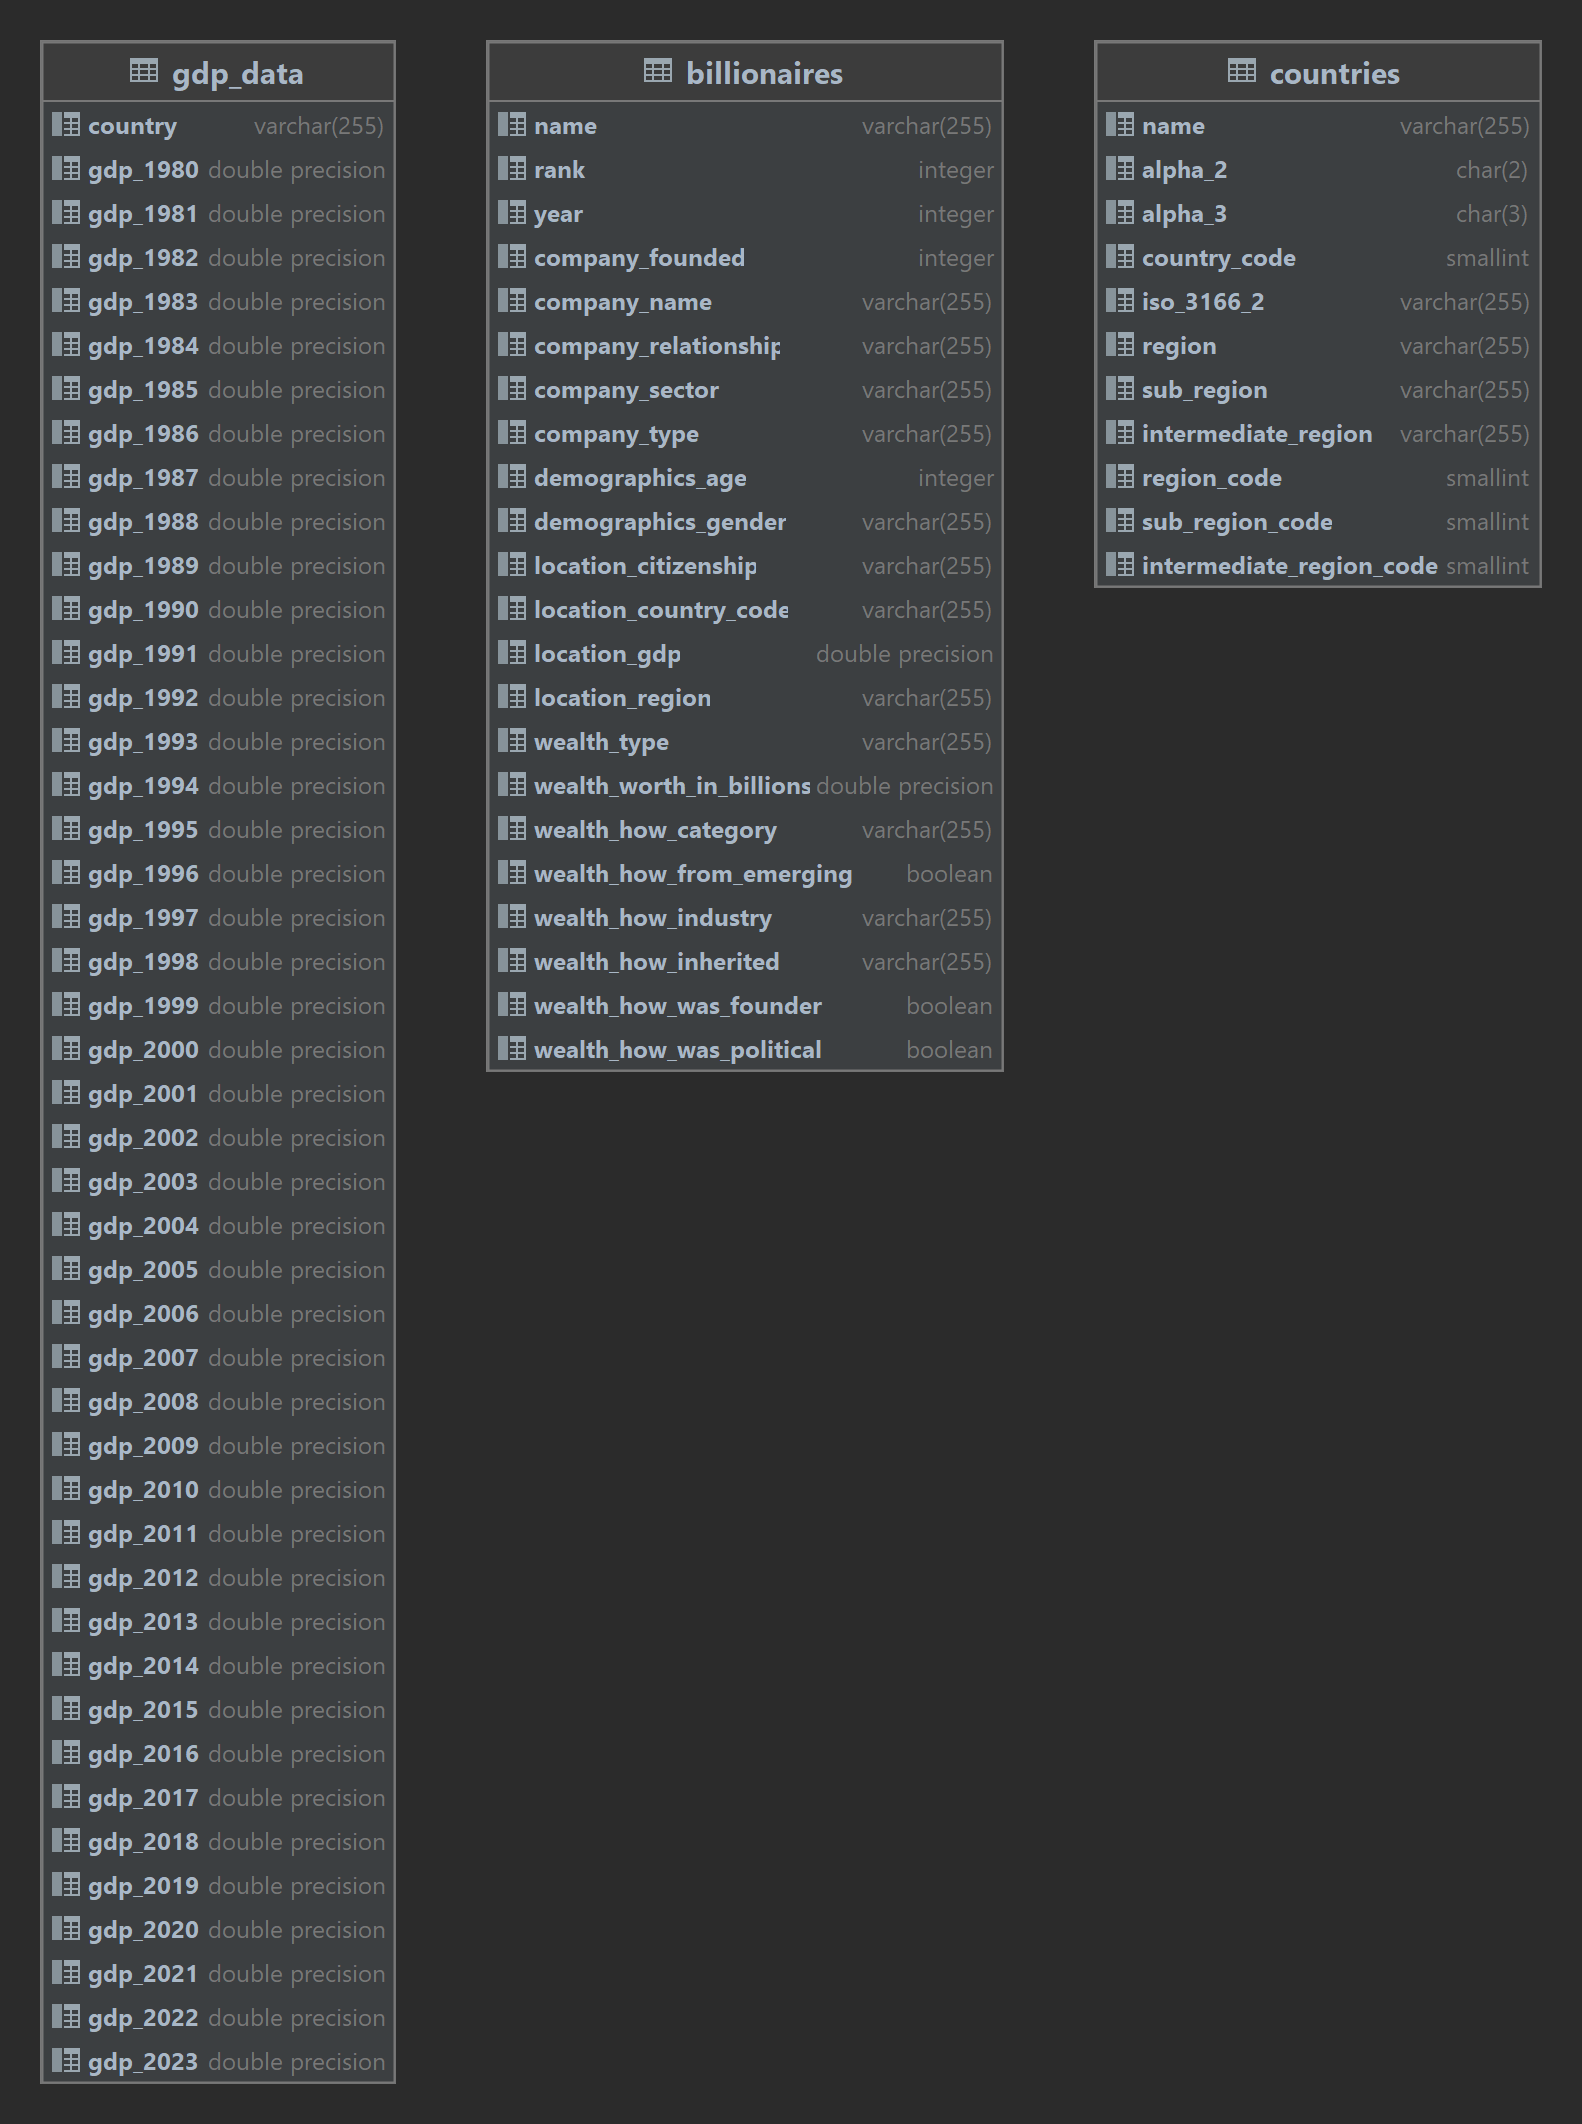 gdp_data
country varchar(255)
gdp_1980 double precision
gdp_1981 double precision
gdp_1982 double precision
gdp_1983 double precision
gdp_1984 double precision
gdp_1985 double precision
gdp_1986 double precision
gdp_1987 double precision
gdp_1988 double precision
gdp_1989 double precision
gdp_1990 double precision
gdp_1991 double precision
gdp_1992 double precision
gdp_1993 double precision
gdp_1994 double precision
gdp_1995 double precision
gdp_1996 double precision
gdp_1997 double precision
gdp_1998 double precision
gdp_1999 double precision
gdp_2000 double precision
gdp_2001 double precision
gdp_2002 double precision
gdp_2003 double precision
gdp_2004 double precision
gdp_2005 double precision
gdp_2006 double precision
gdp_2007 double precision
gdp_2008 double precision
gdp_2009 double precision
gdp_2010 double precision
gdp_2011 double precision
gdp_2012 double precision
gdp_2013 double precision
gdp_2014 double precision
gdp_2015 double precision
gdp_2016 double precision
gdp_2017 double precision
gdp_2018 double precision
gdp_2019 double precision
gdp_2020 double precision
gdp_2021 double precision
gdp_2022 double precision
gdp_2023 double precision
billionaires
name varchar(255)
rank integer
year integer
company_founded integer
company_name varchar(255)
company_relationship varchar(255)
company_sector varchar(255)
company_type varchar(255)
demographics_age integer
demographics_gender varchar(255)
location_citizenship varchar(255)
location_country_code varchar(255)
location_gdp double precision
location_region varchar(255)
wealth_type varchar(255)
wealth_worth_in_billions double precision
wealth_how_category varchar(255)
wealth_how_from_emerging boolean
wealth_how_industry varchar(255)
wealth_how_inherited varchar(255)
wealth_how_was_founder boolean
wealth_how_was_political boolean
countries
name varchar(255)
alpha_2 char(2)
alpha_3 char(3)
country_code smallint
iso_3166_2 varchar(255)
region varchar(255)
sub_region varchar(255)
intermediate_region varchar(255)
region_code smallint
sub_region_code smallint
intermediate_region_code smallint